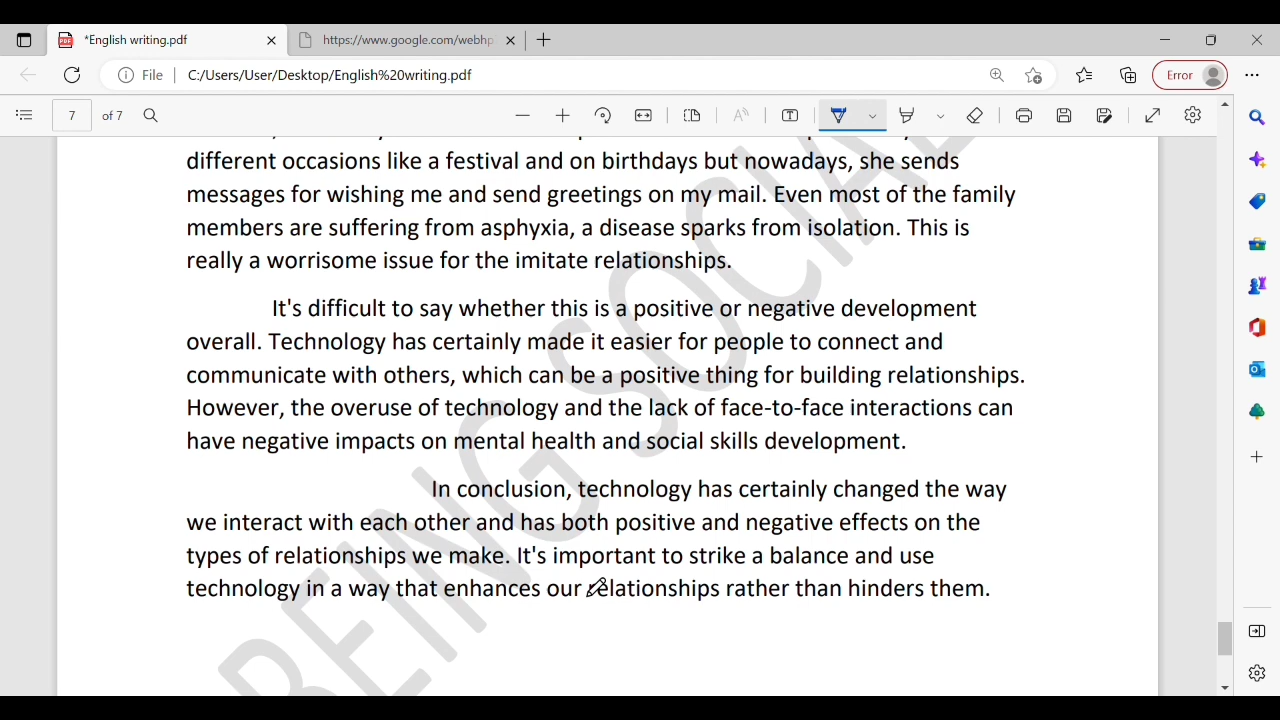 *English writing.pdf
https://www.google.com/webhp
File
C:/Users/User/Desktop/English%20writing.pdf
Error
7 of 7
different occasions like a festival and on birthdays but nowadays, she sends
messages for wishing me and send greetings on my mail. Even most of the family
members are suffering from asphyxia, a disease sparks from isolation. This is
really a worrisome issue for the imitate relationships.
It's difficult to say whether this is a positive or negative development
overall. Technology has certainly made it easier for people to connect and
communicate with others, which can be a positive thing for building relationships.
However, the overuse of technology and the lack of face-to-face interactions can
have negative impacts on mental health and social skills development.
In conclusion, technology has certainly changed the way
we interact with each other and has both positive and negative effects on the
types of relationships we make. It's important to strike a balance and use
technology in a way that enhances our relationships rather than hinders them.
BEING SOCIAL